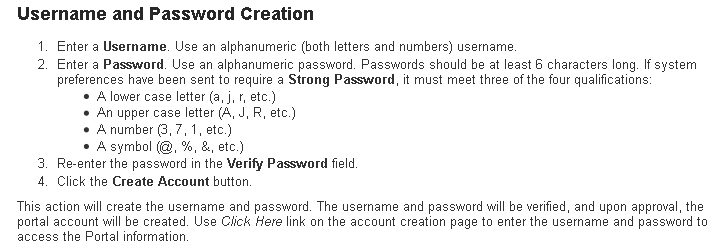 Username and Password Creation
1. Enter a Username. Use an alphanumeric (both letters and numbers) username.
2. Enter a Password. Use an alphanumeric password. Passwords should be at least 6 characters long. If system
preferences have been sent to require a Strong Password, it must meet three of the four qualifications:
• A lower case letter (a, j, r, etc.)
• An upper case letter (A, J, R, etc.)
• A number (3, 7, 1, etc.)
• A symbol (@, %, &, etc.)
3. Re-enter the password in the Verify Password field.
4. Click the Create Account button.
This action will create the username and password. The username and password will be verified, and upon approval, the
portal account will be created. Use Click Here link on the account creation page to enter the username and password to
access the Portal information.